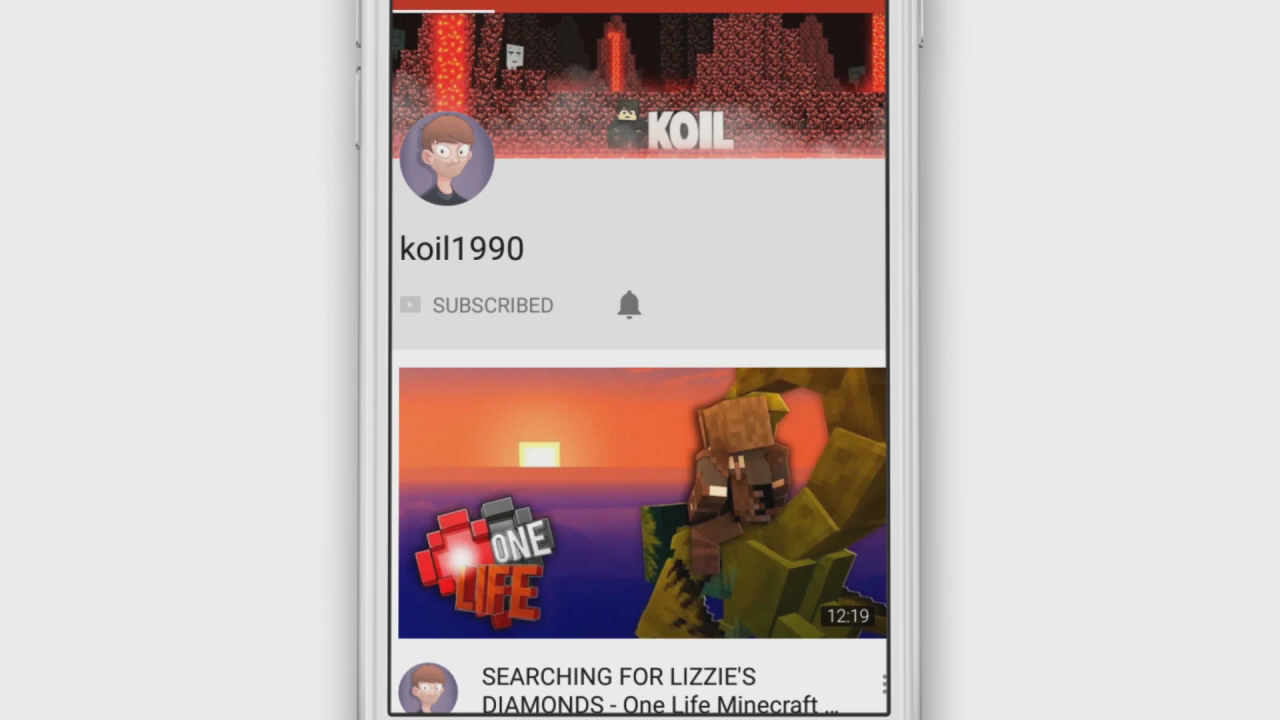 KOIL
koil1990
SUBSCRIBED
ONE
LIFE
12:19
SEARCHING FOR LIZZIE'S
DIAMONDS - One Life Minecraft ...